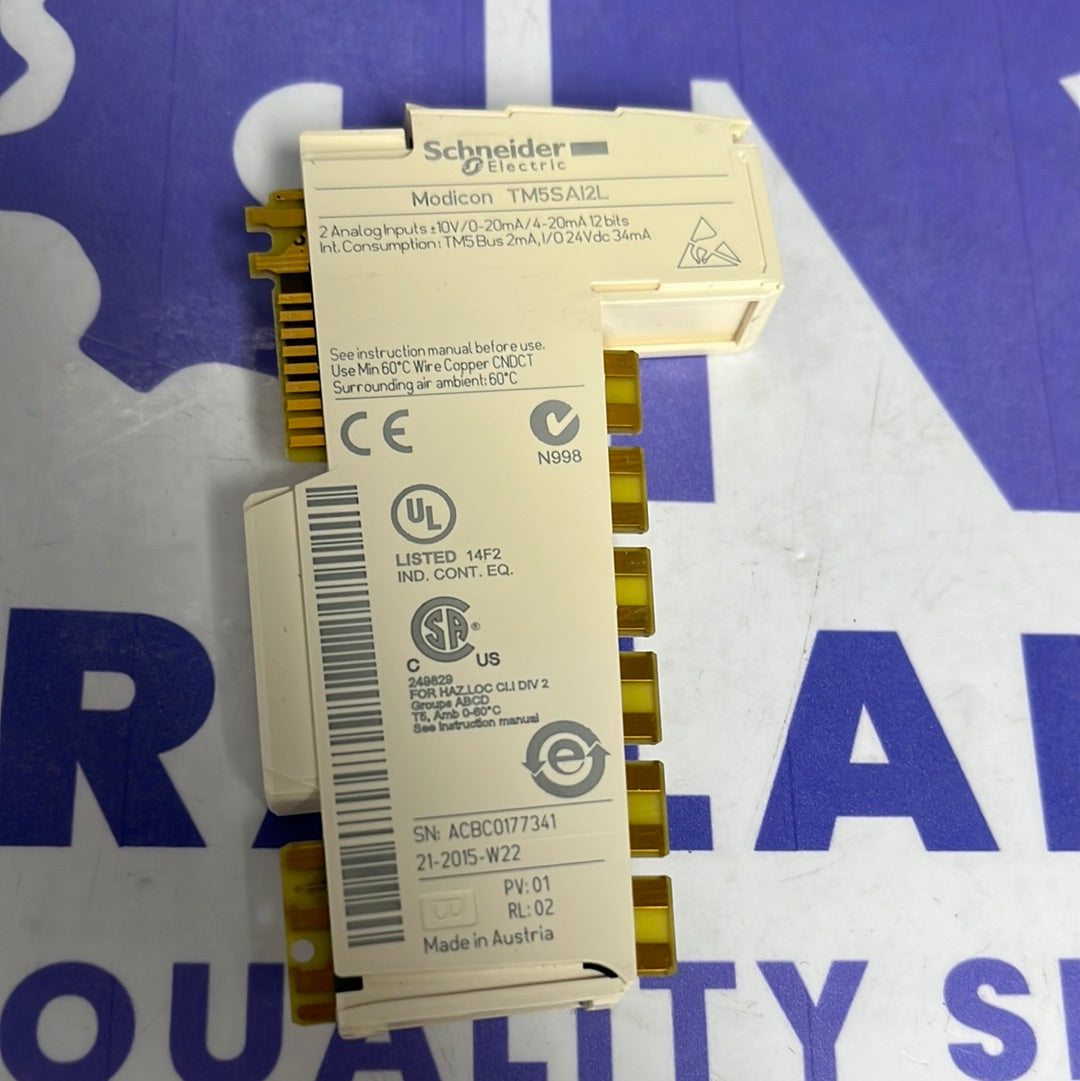 Schneider
Electric
Modicon TM5SAI2L
2 Analog Inputs ±10V/0-20mA/4-20mA 12bits
Int. Consumption: TM5 Bus 2mA, I/O 24Vdc 34mA
See instruction manual before use.
Use Min 60°C Wire Copper CNDCT
Surrounding air ambient: 60°C
CE
N998
UL
LISTED 14F2
IND. CONT. EQ.
CSA®
C US
249829
FOR HAZ.LOC CL.I DIV 2
Groups ABCD
T5, Amb 0-60°C
See Instruction manual
e
SN: ACBC0177341
21-2015-W22
PV: 01
RL: 02
Made in Austria
QUALITY